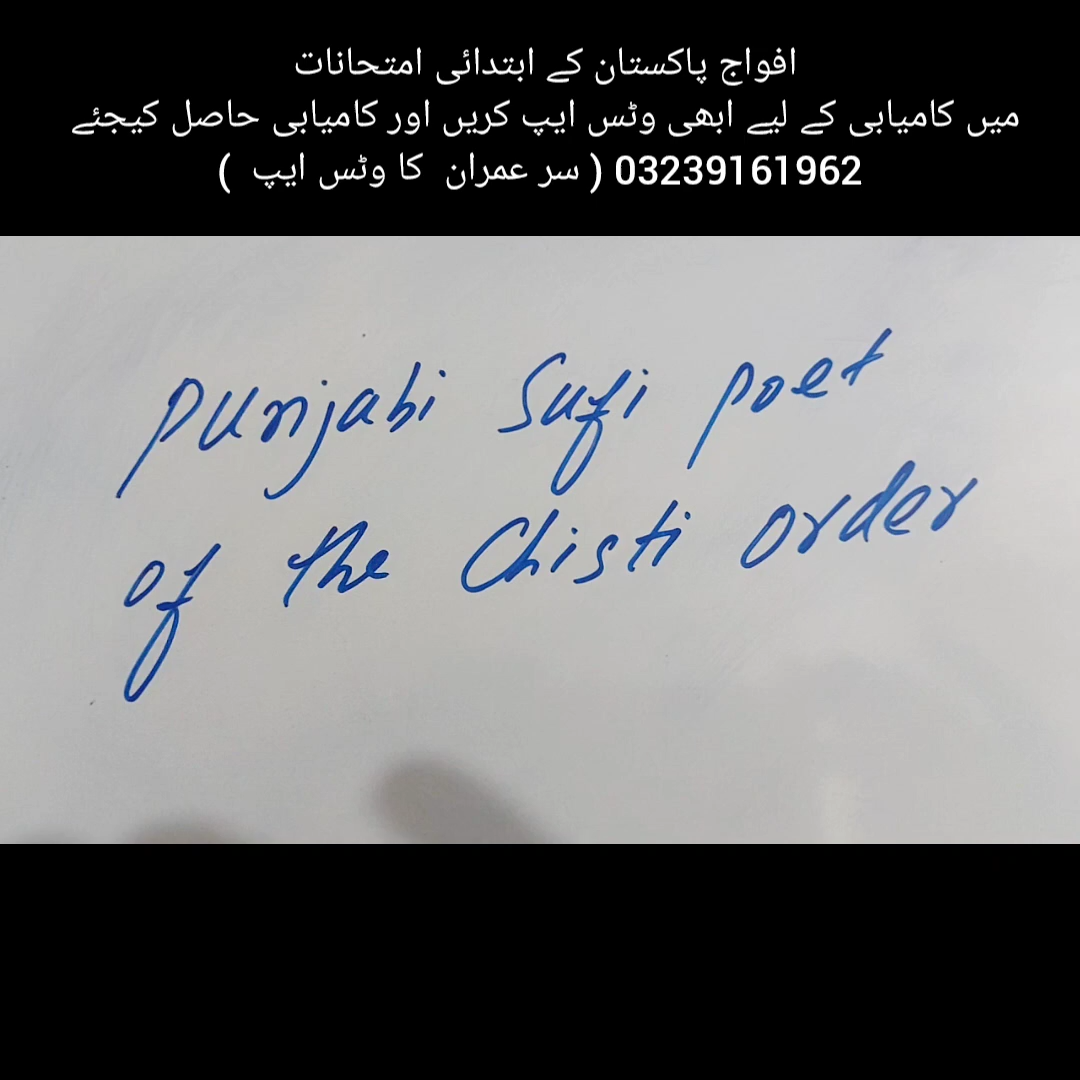 افواج پاکستان کے ابتدائی امتحانات
میں کامیابی کے لیے ابھی وٹس ایپ کریں اور کامیابی حاصل کیجئے
03239161962 ( سر عمران کا وٹس ایپ )
Punjabi Sufi poet
of the Chisti order